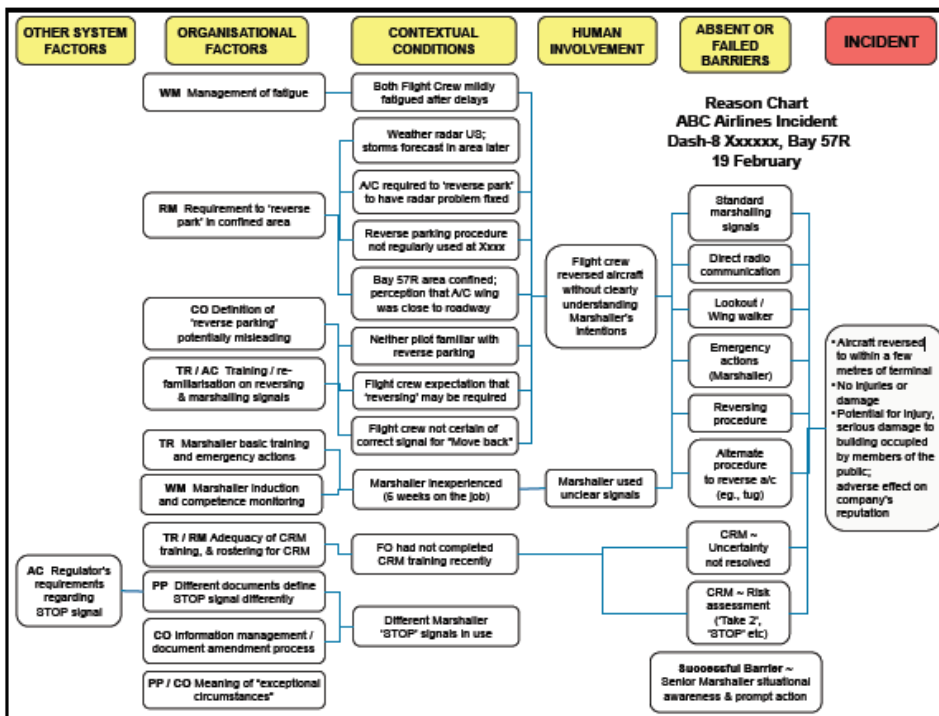 OTHER SYSTEM
FACTORS
ORGANISATIONAL
FACTORS
CONTEXTUAL
CONDITIONS
HUMAN
INVOLVEMENT
ABSENT OR
FAILED
BARRIERS
INCIDENT
Reason Chart
ABC Airlines Incident
Dash-8 Xxxxxx, Bay 57R
19 February
AC Regulator's
requirements
regarding
STOP signal
WM Management of fatigue
RM Requirement to 'reverse
park' in confined area
CO Definition of
'reverse parking'
potentially misleading
TR / AC Training / re-
familiarisation on reversing
& marshalling signals
TR Marshaller basic training
and emergency actions
WM Marshaller induction
and competence monitoring
TR / RM Adequacy of CRM
training, & rostering for CRM
PP Different documents define
STOP signal differently
CO Information management /
document amendment process
PP / CO Meaning of "exceptional
circumstances"
Both Flight Crew mildly
fatigued after delays
Weather radar US;
storms forecast in area later
A/C required to 'reverse park'
to have radar problem fixed
Reverse parking procedure
not regularly used at Xxxx
Bay 57R area confined;
perception that A/C wing
was close to roadway
Neither pilot familiar with
reverse parking
Flight crew expectation that
'reversing' may be required
Flight crew not certain of
correct signal for "Move back"
Marshaller inexperienced
(6 weeks on the job)
FO had not completed
CRM training recently
Different Marshaller
'STOP' signals in use
Flight crew
reversed aircraft
without clearly
understanding
Marshaller's
intentions
Marshaller used
unclear signals
Standard
marshalling
signals
Direct radio
communication
Lookout /
Wing walker
Emergency
actions
(Marshaller)
Reversing
procedure
Alternate
procedure
to reverse a/c
(eg., tug)
CRM ~
Uncertainty
not resolved
CRM ~ Risk
assessment
('Take 2',
'STOP' etc)
Successful Barrier ~
Senior Marshaller situational
awareness & prompt action
• Aircraft reversed
to within a few
metres of terminal
• No injuries or
damage
• Potential for injury,
serious damage to
building occupied
by members of the
public;
adverse effect on
company's
reputation